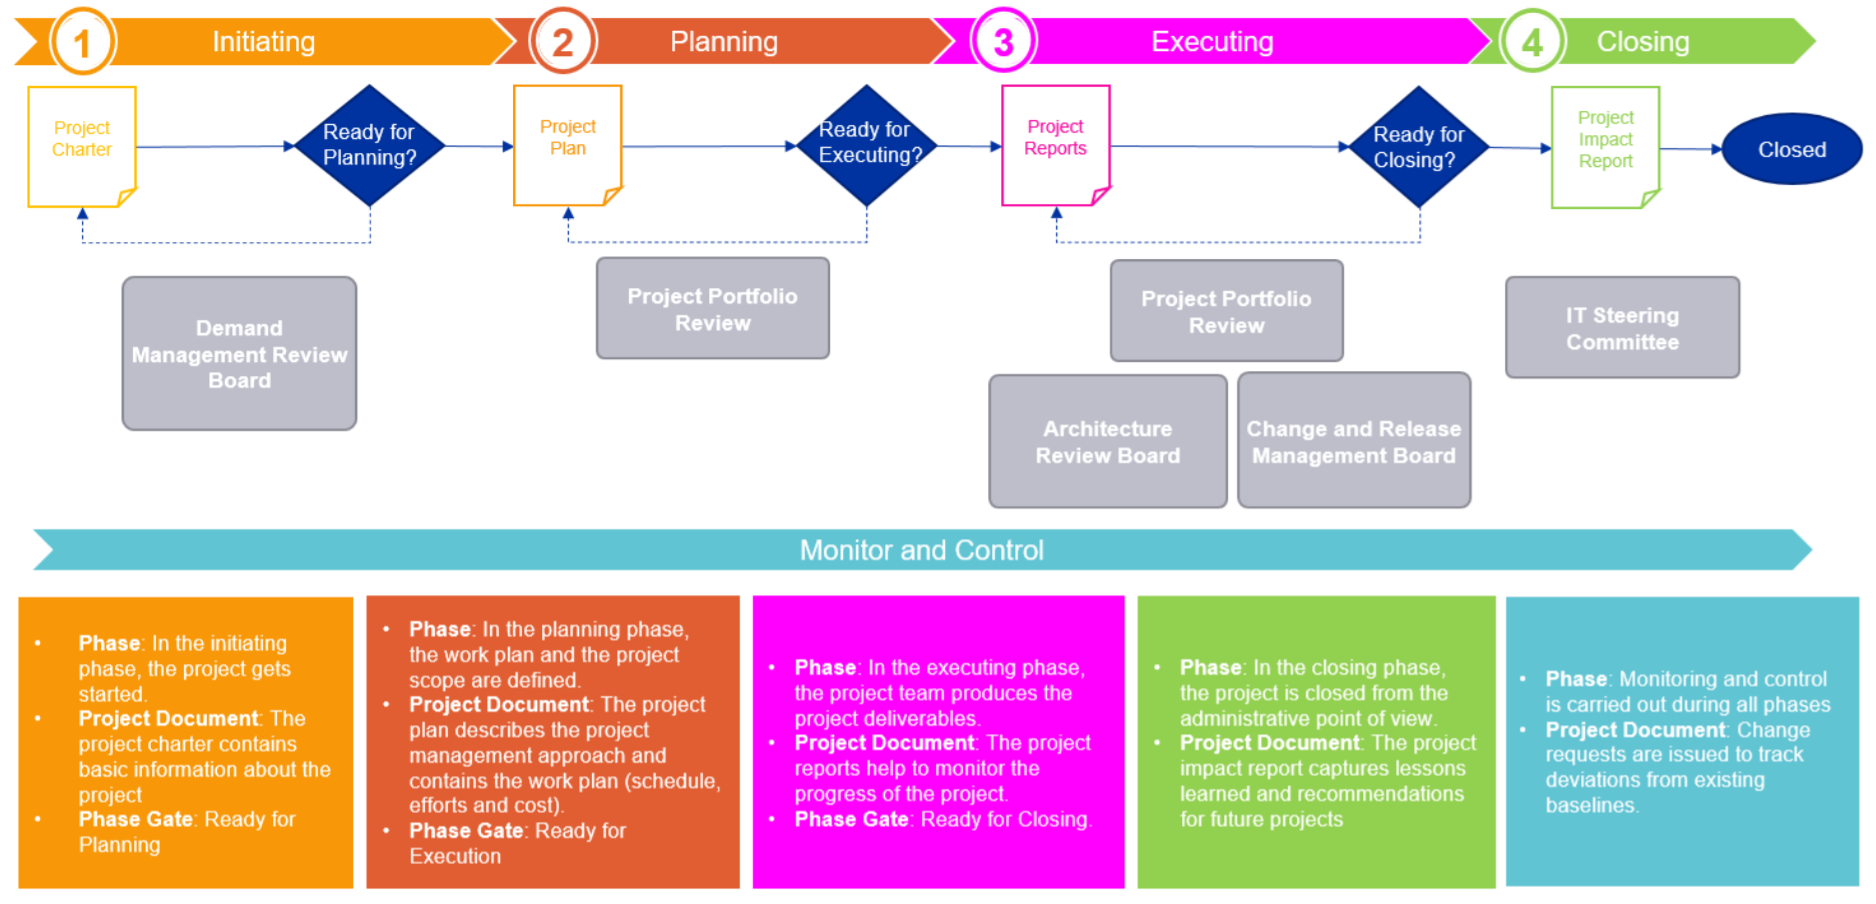 1 Initiating
2 Planning
3 Executing
4 Closing
Project
Charter
Ready for
Planning?
Project
Plan
Ready for
Executing?
Project
Reports
Ready for
Closing?
Project
Impact
Report
Closed
Demand
Management Review
Board
Project Portfolio
Review
Project Portfolio
Review
Architecture
Review Board
Change and Release
Management Board
IT Steering
Committee
Monitor and Control
• Phase: In the initiating
phase, the project gets
started.
• Project Document: The
project charter contains
basic information about the
project
• Phase Gate: Ready for
Planning
• Phase: In the planning phase,
the work plan and the project
scope are defined.
• Project Document: The project
plan describes the project
management approach and
contains the work plan (schedule,
efforts and cost).
• Phase Gate: Ready for
Execution
• Phase: In the executing phase,
the project team produces the
project deliverables.
• Project Document: The project
reports help to monitor the
progress of the project.
• Phase Gate: Ready for Closing.
• Phase: In the closing phase,
the project is closed from the
administrative point of view.
• Project Document: The project
impact report captures lessons
learned and recommendations
for future projects
• Phase: Monitoring and control
is carried out during all phases
• Project Document: Change
requests are issued to track
deviations from existing
baselines.